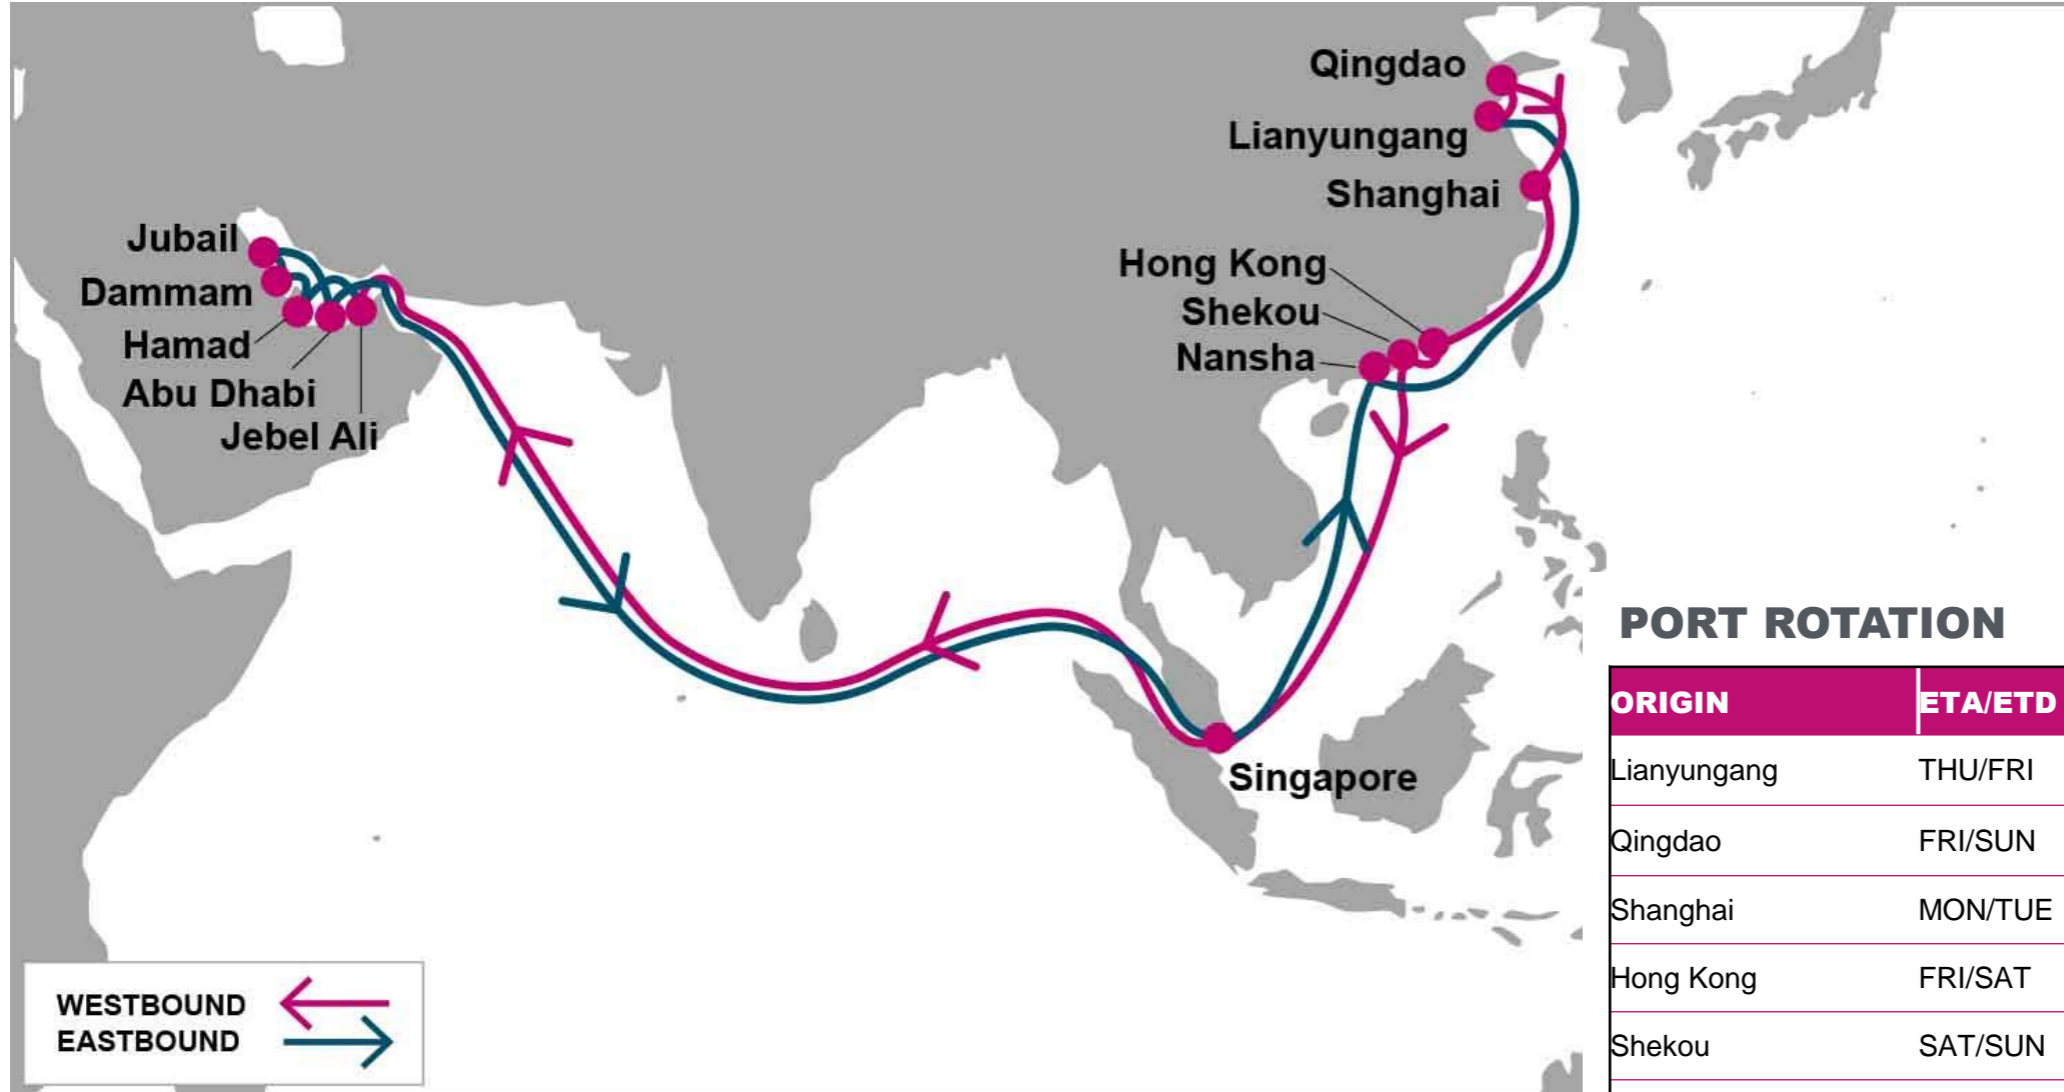 Qingdao
Lianyungang
Shanghai
Jubail
Hong Kong
Dammam
Shekou
Hamad
Nansha
Abu Dhabi
Jebel Ali
Singapore
WESTBOUND
EASTBOUND
PORT ROTATION
ORIGIN ETA/ETD
Lianyungang THU/FRI
Qingdao FRI/SUN
Shanghai MON/TUE
Hong Kong FRI/SAT
Shekou SAT/SUN